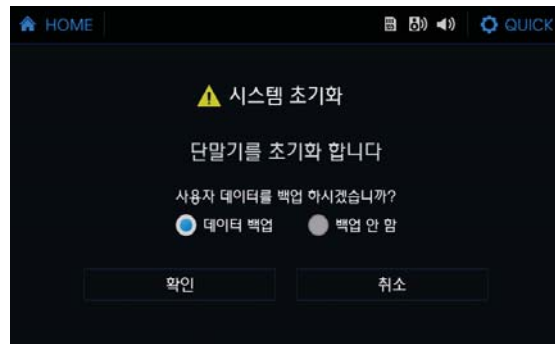 HOME
QUICK
시스템 초기화
단말기를 초기화 합니다
사용자 데이터를 백업 하시겠습니까?
데이터 백업 백업 안 함
확인 취소